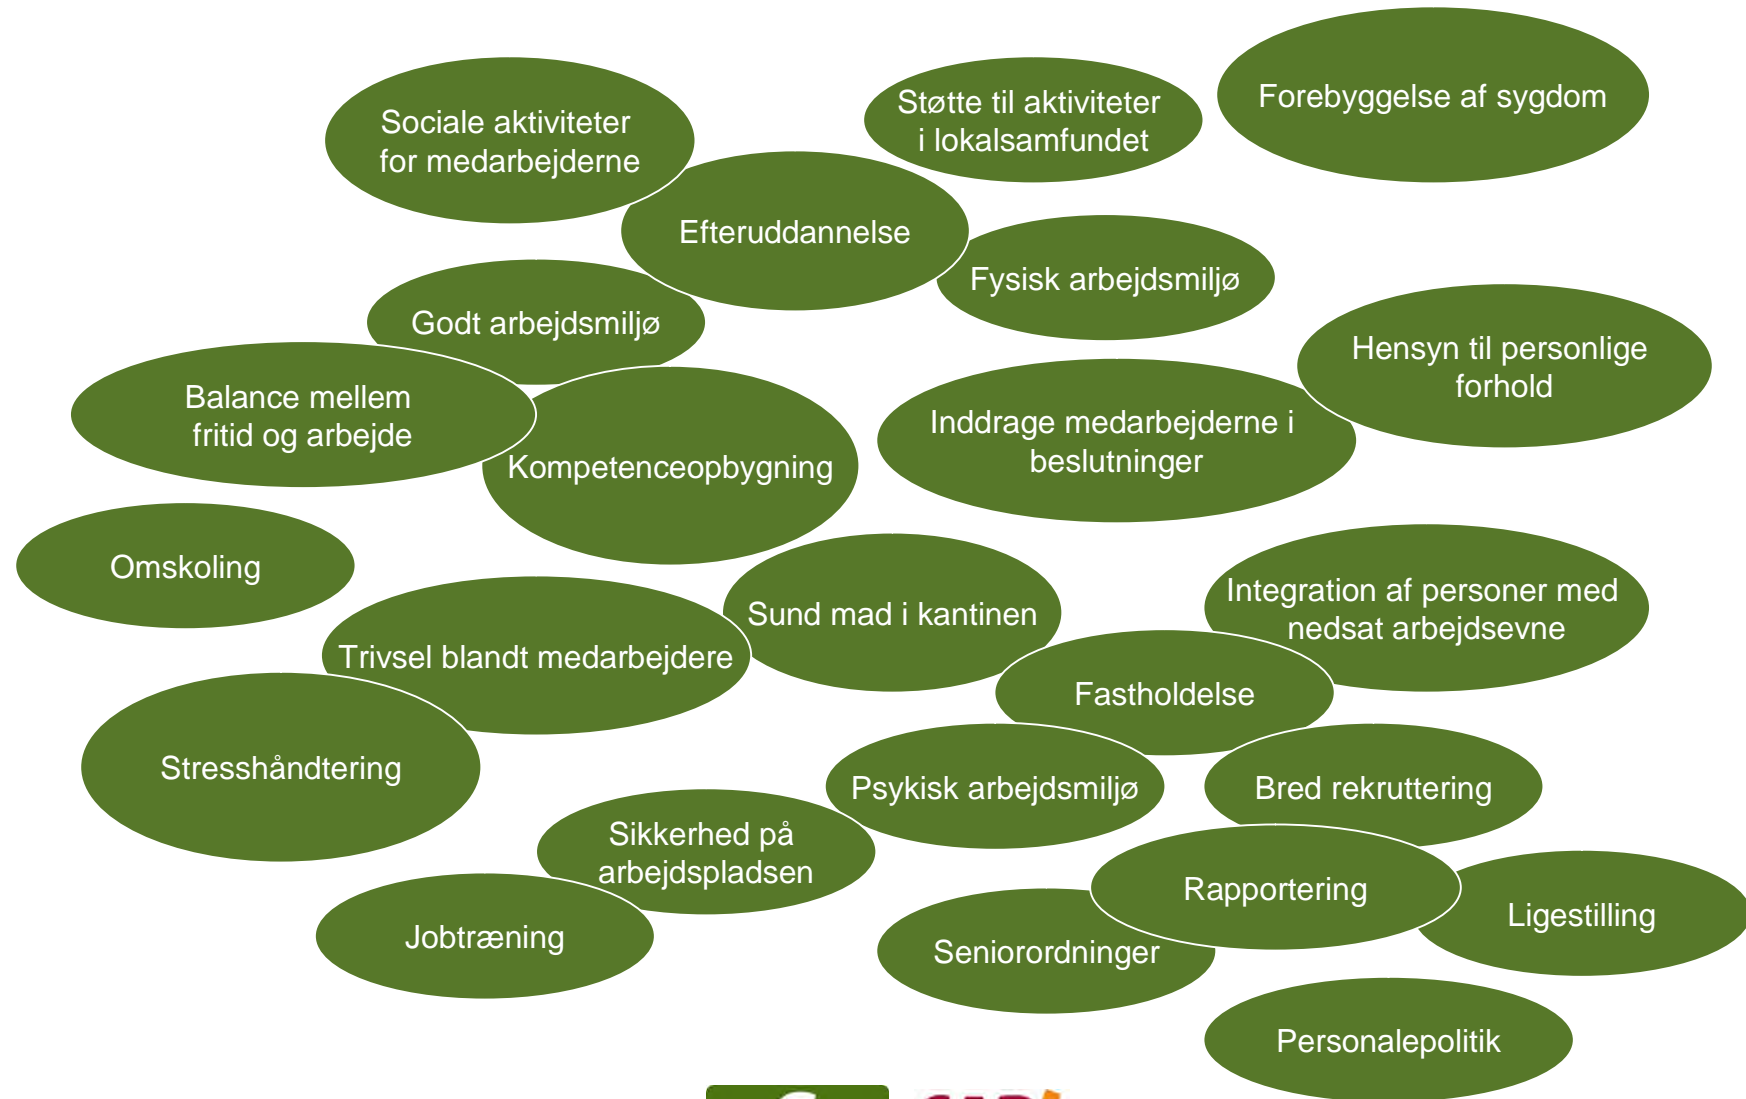 Sociale aktiviteter
for medarbejderne
Støtte til aktiviteter
i lokalsamfundet
Forebyggelse af sygdom
Efteruddannelse
Fysisk arbejdsmiljø
Godt arbejdsmiljø
Hensyn til personlige
forhold
Balance mellem
fritid og arbejde
Kompetenceopbygning
Inddrage medarbejderne i
beslutninger
Omskoling
Sund mad i kantinen
Integration af personer med
nedsat arbejdsevne
Trivsel blandt medarbejdere
Fastholdelse
Stresshåndtering
Psykisk arbejdsmiljø
Bred rekruttering
Sikkerhed på
arbejdspladsen
Rapportering
Ligestilling
Jobtræning
Seniorordninger
Personalepolitik